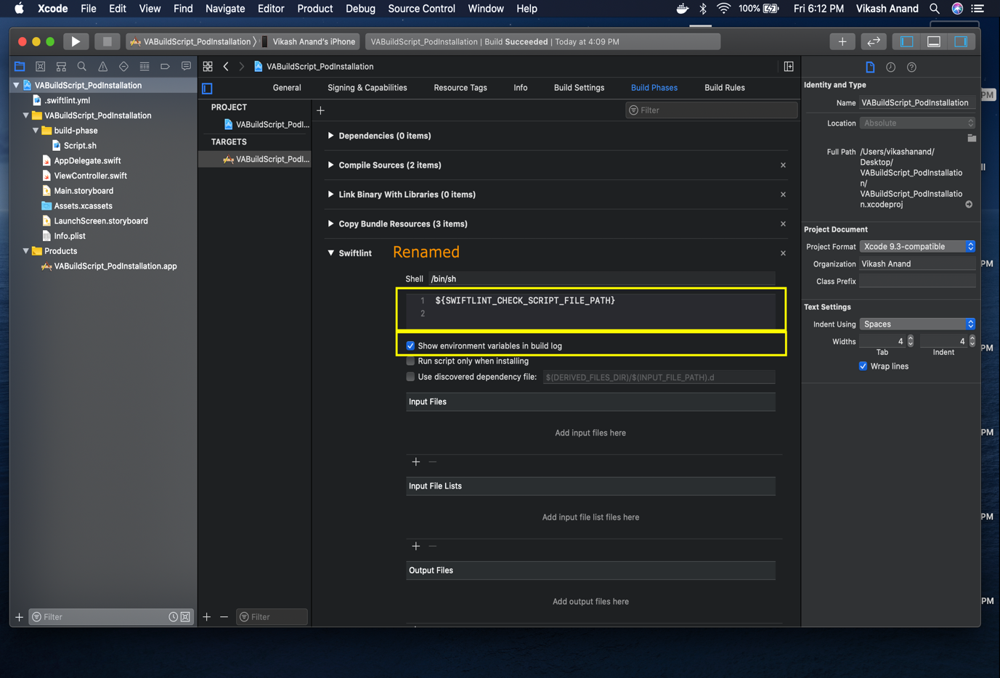 Xcode File Edit View Find Navigate Editor Product Debug Source Control Window Help 100% Fri 6:12 PM Vikash Anand
VABuildScript_PodInstallation Vikash Anand's iPhone VABuildScript_PodInstallation | Build Succeeded | Today at 4:09 PM
VABuildScript_PodInstallation
.swiftlint.yml
VABuildScript_PodInstallation
build-phase
Script.sh
AppDelegate.swift
ViewController.swift
Main.storyboard
Assets.xcassets
LaunchScreen.storyboard
Info.plist
Products
VABuildScript_PodInstallation.app
Filter
VABuildScript_PodInstallation
General Signing & Capabilities Resource Tags Info Build Settings Build Phases Build Rules
PROJECT
VABuildScript_PodI...
TARGETS
VABuildScript_PodI...
Filter
Filter
Dependencies (0 items)
Compile Sources (2 items)
Link Binary With Libraries (0 items)
Copy Bundle Resources (3 items)
Swiftlint Renamed
Shell /bin/sh
1 ${SWIFTLINT_CHECK_SCRIPT_FILE_PATH}
2
Show environment variables in build log
Run script only when installing
Use discovered dependency file: $(DERIVED_FILES_DIR)/$(INPUT_FILE_PATH).d
Input Files
Add input files here
Input File Lists
Add input file list files here
Output Files
Add output files here
Identity and Type
Name VABuildScript_PodInstallation
Location Absolute
Full Path /Users/vikashanand/
Desktop/
VABuildScript_PodInstallatio
n/
VABuildScript_PodInstallatio
n.xcodeproj
Project Document
Project Format Xcode 9.3-compatible
Organization Vikash Anand
Class Prefix
Text Settings
Indent Using Spaces
Widths 4 4
Tab Indent
Wrap lines
PM
ll
PM
PM
PM
PM
PM